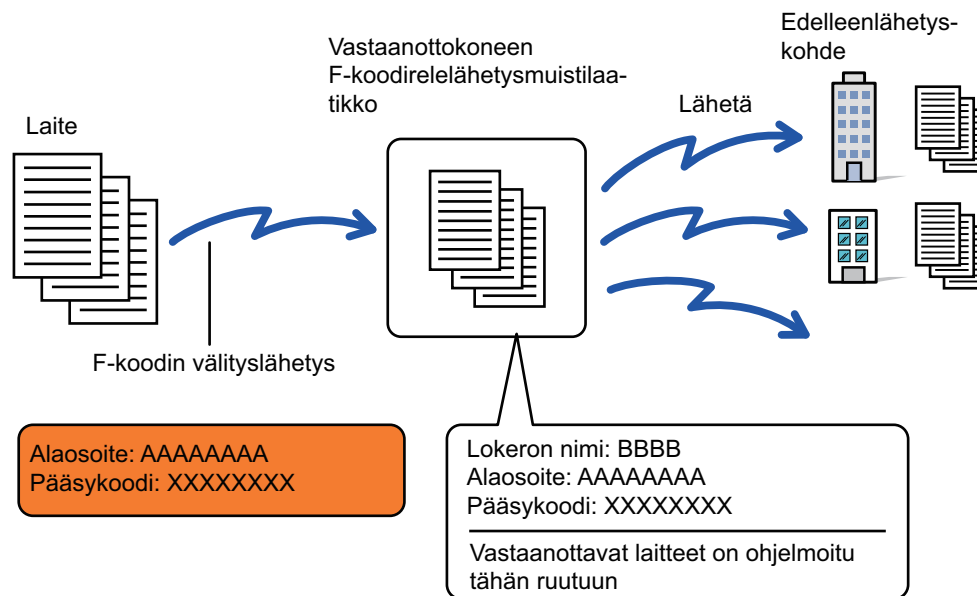 Laite
Vastaanottokoneen
F-koodirelelähetysmuistilaa-
tikko
Lähetä
Edelleenlähetys-
kohde
F-koodin välityslähetys
Alaosoite: AAAAAAAA
Pääsykoodi: XXXXXXXX
Lokeron nimi: BBBB
Alaosoite: AAAAAAAA
Pääsykoodi: XXXXXXXX
Vastaanottavat laitteet on ohjelmoitu
tähän ruutuun